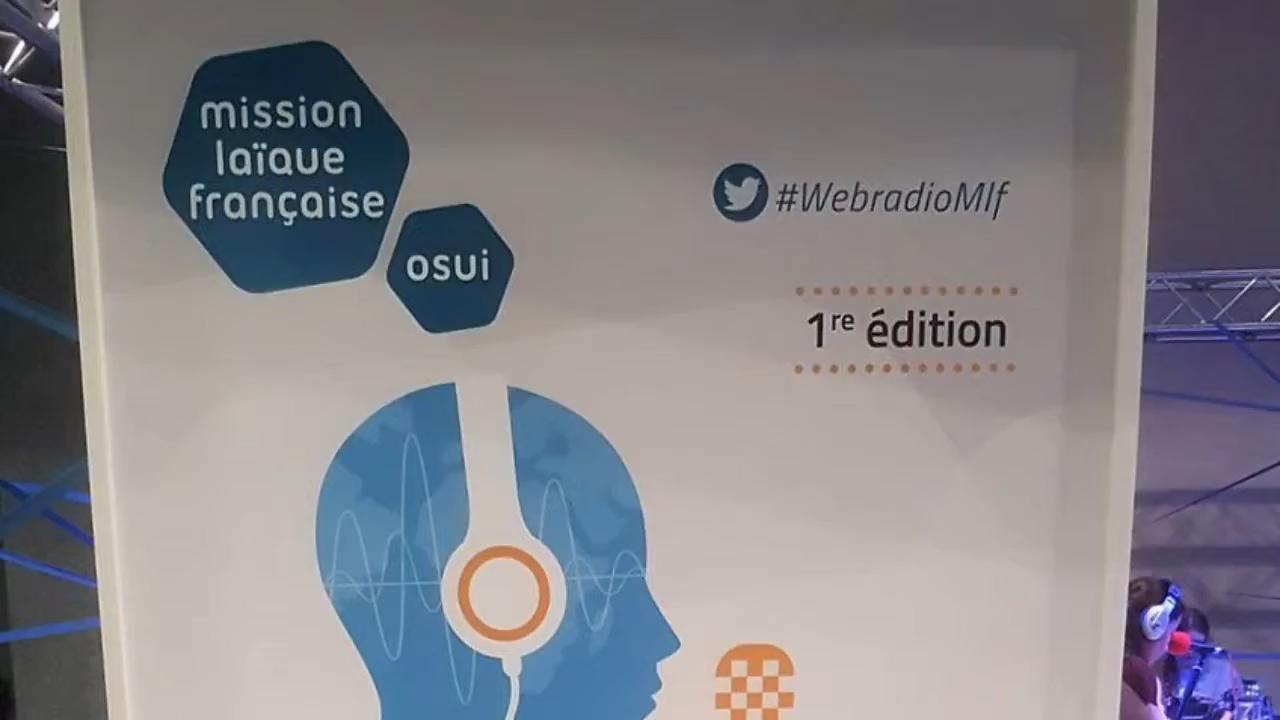 mission
laïque
française
osui
#WebradioMlf
1re édition